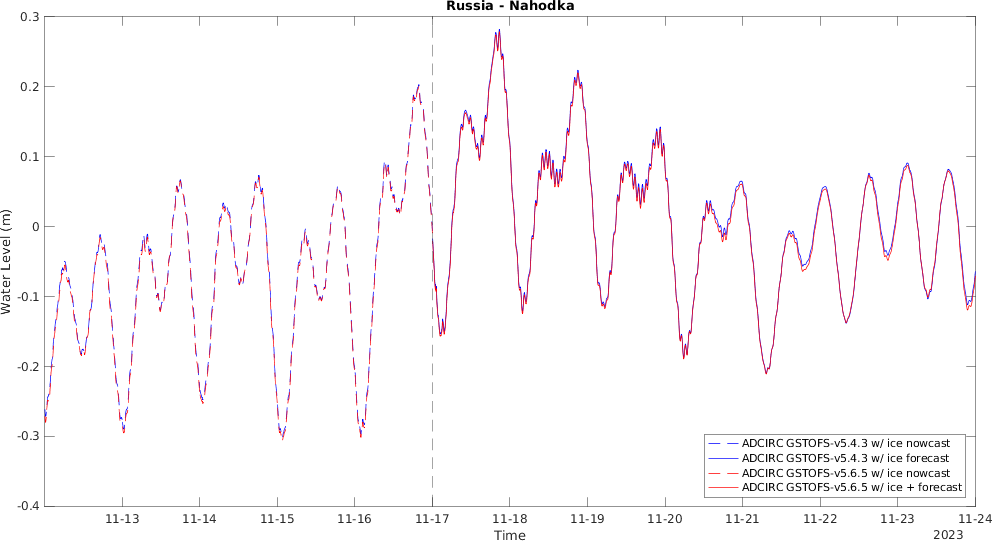 Russia - Nahodka
0.3
0.2
0.1
0
-0.1
-0.2
-0.3
-0.4
Water Level (m)
ADCIRC GSTOFS-v5.4.3 w/ ice nowcast
ADCIRC GSTOFS-v5.4.3 w/ ice forecast
ADCIRC GSTOFS-v5.6.5 w/ ice nowcast
ADCIRC GSTOFS-v5.6.5 w/ ice + forecast
11-13 11-14 11-15 11-16 11-17 11-18 11-19 11-20 11-21 11-22 11-23 11-24
Time
2023